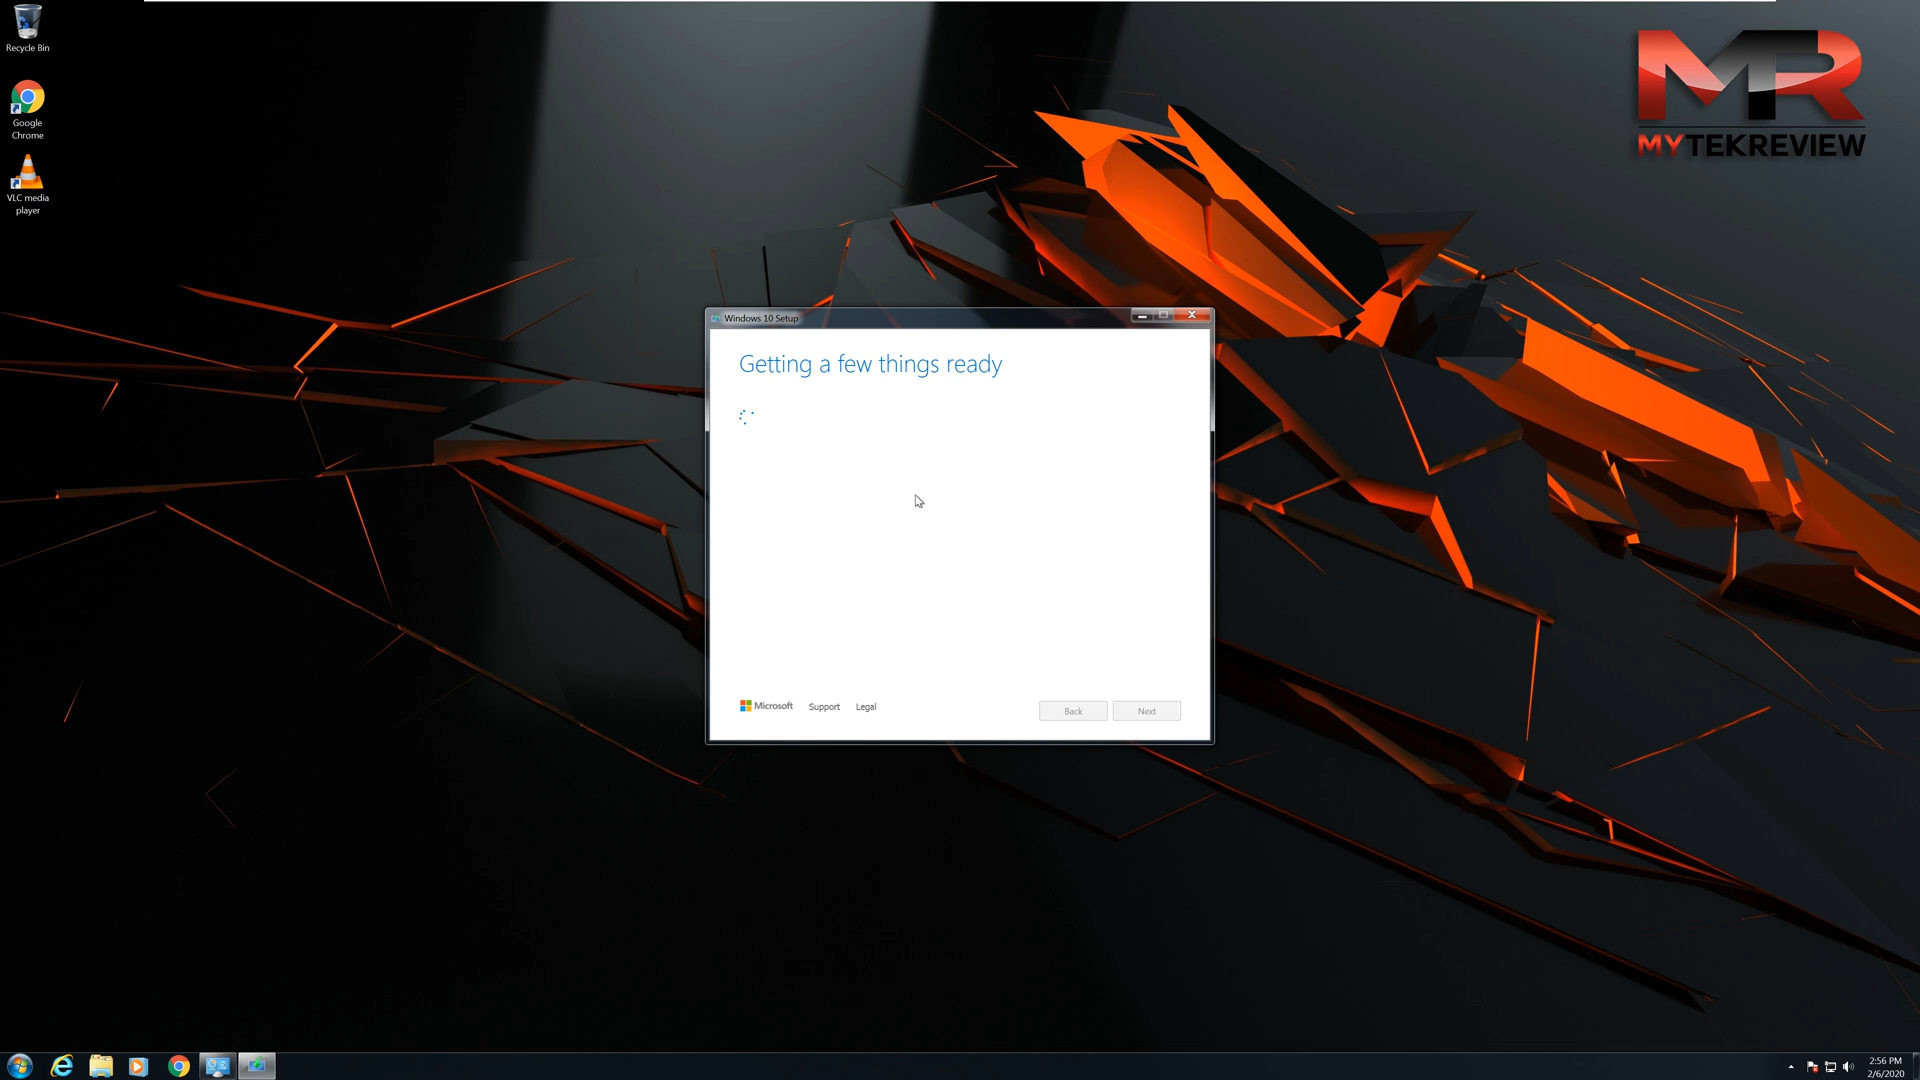 Recycle Bin
Google
Chrome
VLC media
player
MR
MYTEKREVIEW
Windows 10 Setup
Getting a few things ready
Microsoft Support Legal
Back Next
2:56 PM
2/6/2020